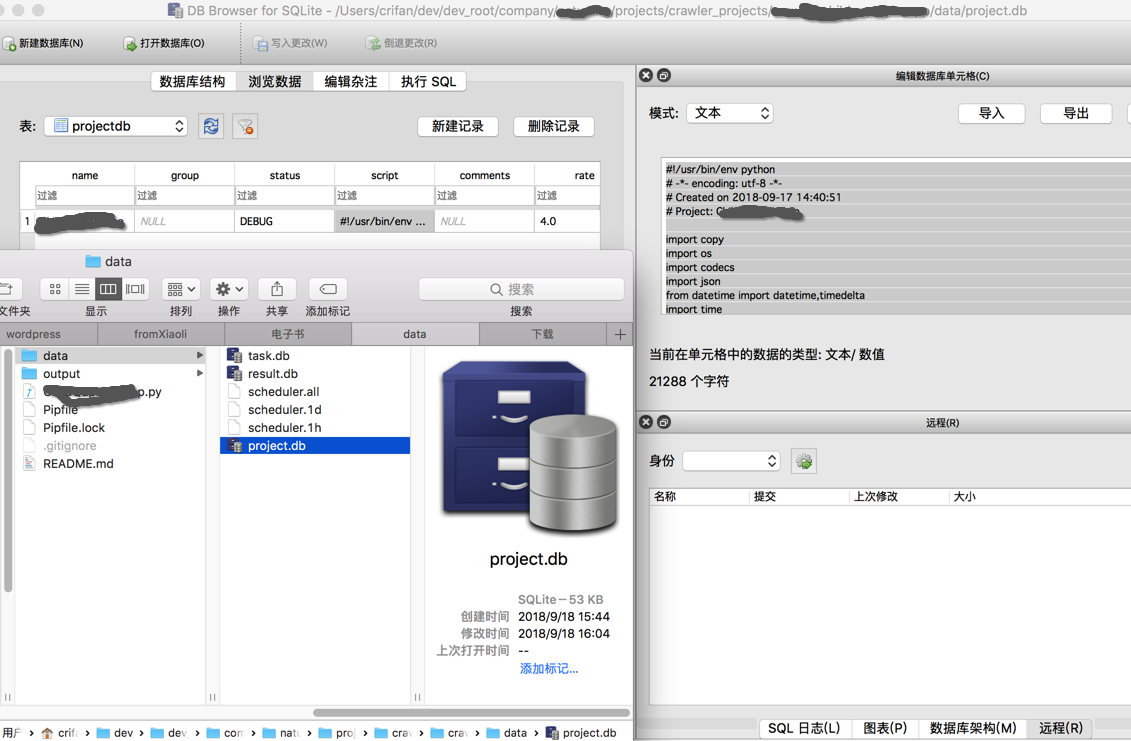 DB Browser for SQLite - /Users/crifan/dev/dev_root/company/ /projects/crawler_projects/ /data/project.db
新建数据库(N) 打开数据库(O) 写入更改(W) 倒退更改(R)
数据库结构 浏览数据 编辑杂注 执行 SQL
表: projectdb 新建记录 删除记录
name group status script comments rate
过滤 过滤 过滤 过滤 过滤 过滤
1 NULL DEBUG #!/usr/bin/env ... NULL 4.0
编辑数据库单元格(C)
模式: 文本 导入 导出
#!/usr/bin/env python
# -*- encoding: utf-8 -*-
# Created on 2018-09-17 14:40:51
# Project:
import copy
import os
import codecs
import json
from datetime import datetime,timedelta
import time
当前在单元格中的数据的类型: 文本/ 数值
21288 个字符
远程(R)
身份
名称 提交 上次修改 大小
SQL 日志(L) 图表(P) 数据库架构(M) 远程(R)
data
搜索
文件夹 显示 排列 操作 共享 添加标记 搜索
wordpress fromXiaoli 电子书 data 下载
data
output
p.py
Pipfile
Pipfile.lock
.gitignore
README.md
task.db
result.db
scheduler.all
scheduler.1d
scheduler.1h
project.db
project.db
SQLite — 53 KB
创建时间 2018/9/18 15:44
修改时间 2018/9/18 16:04
上次打开时间 --
添加标记...
用户 crifa dev dev_ com natu proj craw craw data project.db